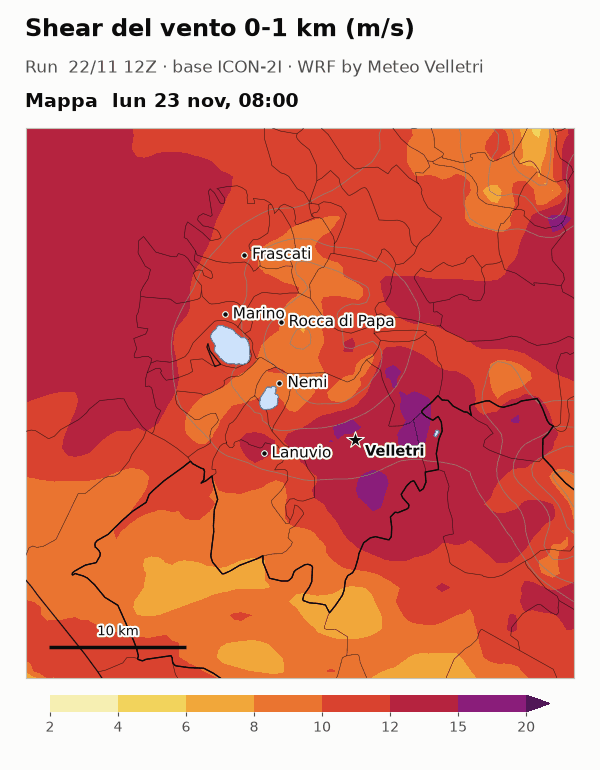 Shear del vento 0-1 km (m/s)
Run 22/11 12Z · base ICON-2I · WRF by Meteo Velletri
Mappa lun 23 nov, 08:00
Frascati
Marino
Rocca di Papa
Nemi
Velletri
Lanuvio
10 km
2 4 6 8 10 12 15 20